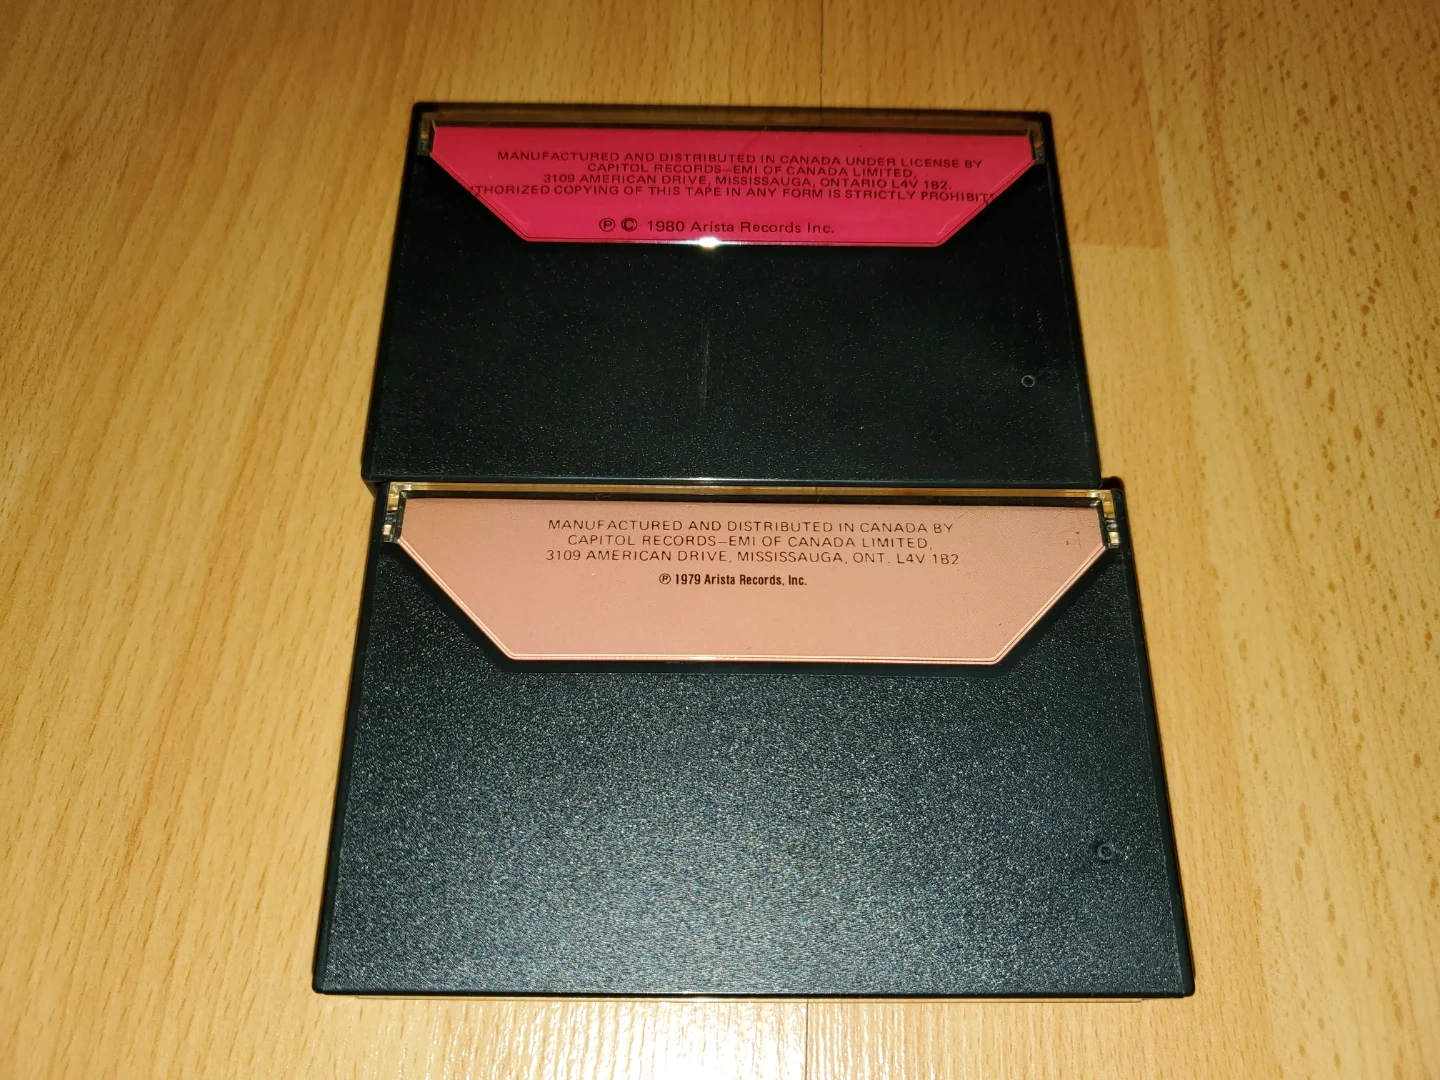 MANUFACTURED AND DISTRIBUTED IN CANADA UNDER LICENSE BY
CAPITOL RECORDS–EMI OF CANADA LIMITED,
3109 AMERICAN DRIVE, MISSISSAUGA, ONTARIO L4V 1B2.
THORIZED COPYING OF THIS TAPE IN ANY FORM IS STRICTLY PROHIBIT
℗ © 1980 Arista Records Inc.
MANUFACTURED AND DISTRIBUTED IN CANADA BY
CAPITOL RECORDS–EMI OF CANADA LIMITED,
3109 AMERICAN DRIVE, MISSISSAUGA, ONT. L4V 1B2
℗ 1979 Arista Records, Inc.